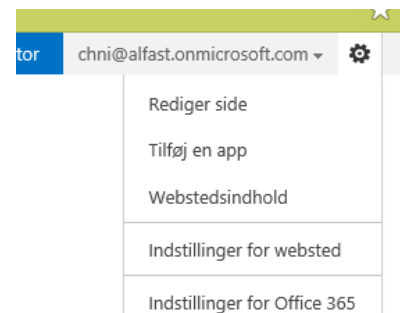 tor chni@alfast.onmicrosoft.com
Rediger side
Tilføj en app
Webstedsindhold
Indstillinger for websted
Indstillinger for Office 365